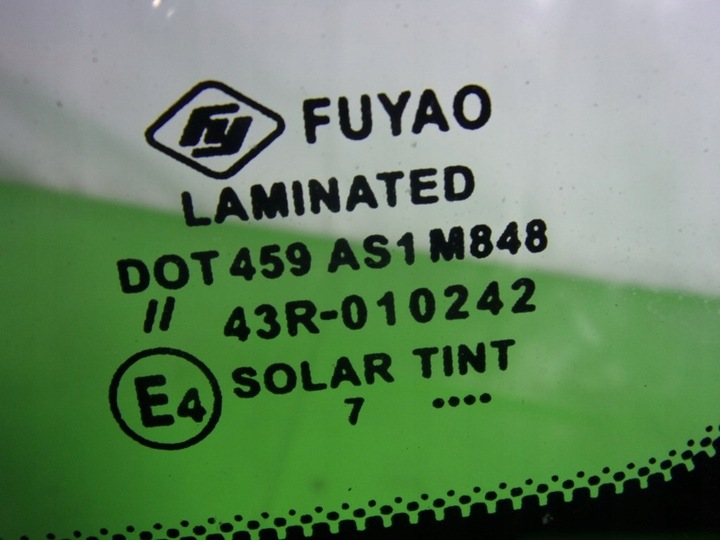 fy FUYAO
LAMINATED
DOT 459 AS1 M848
// 43R-010242
E4 SOLAR TINT
7 ••••